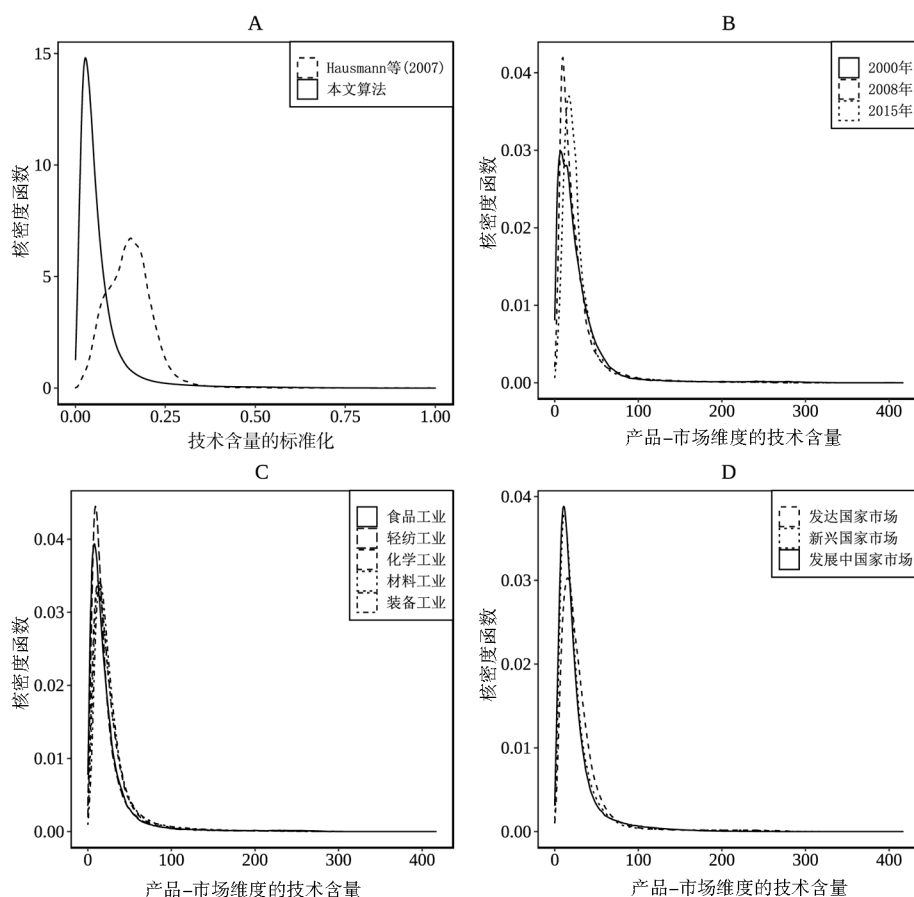 A
15
10
5
0
核密度函数
0.00 0.25 0.50 0.75 1.00
技术含量的标准化
Hausmann等(2007)
本文算法
B
0.04
0.03
0.02
0.01
0.00
核密度函数
0 100 200 300 400
产品-市场维度的技术含量
2000年
2008年
2015年
C
0.04
0.03
0.02
0.01
0.00
核密度函数
0 100 200 300 400
产品-市场维度的技术含量
食品工业
轻纺工业
化学工业
材料工业
装备工业
D
0.04
0.03
0.02
0.01
0.00
核密度函数
0 100 200 300 400
产品-市场维度的技术含量
发达国家市场
新兴国家市场
发展中国家市场